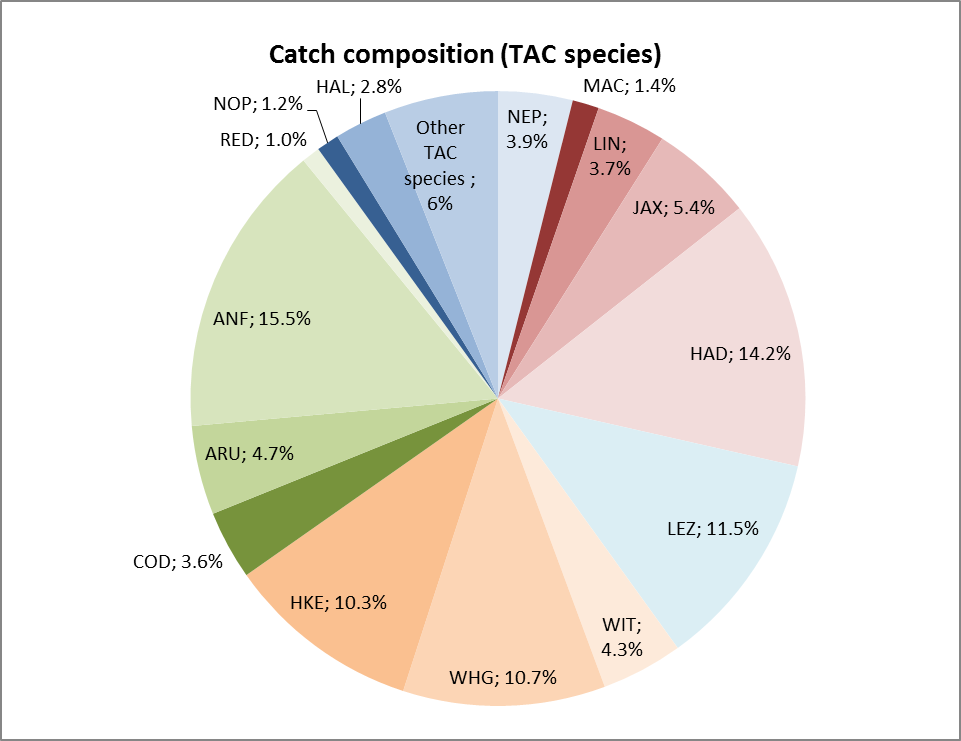 Catch composition (TAC species)
MAC; 1.4%
NEP;
3.9%
LIN;
3.7%
JAX; 5.4%
HAD; 14.2%
LEZ; 11.5%
WIT;
4.3%
WHG; 10.7%
HKE; 10.3%
COD; 3.6%
ARU; 4.7%
ANF; 15.5%
RED; 1.0%
NOP; 1.2%
HAL; 2.8%
Other
TAC
species ;
6%